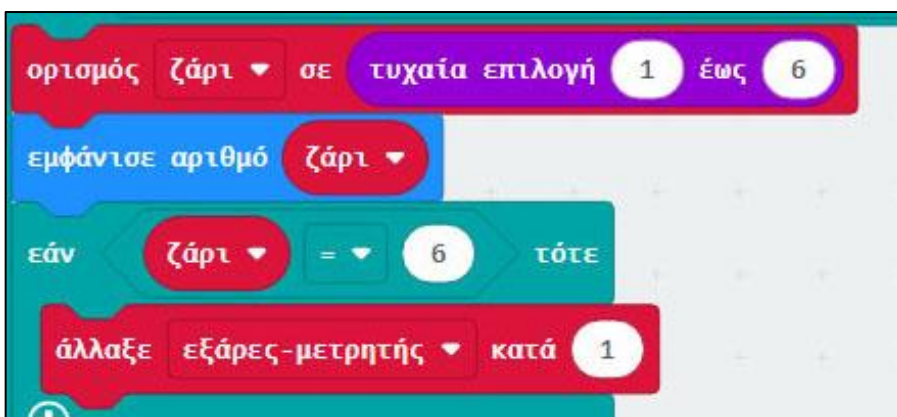 ορισμός ζάρι σε τυχαία επιλογή 1 έως 6
εμφάνισε αριθμό ζάρι
εάν ζάρι = 6 τότε
άλλαξε εξάρες-μετρητής κατά 1